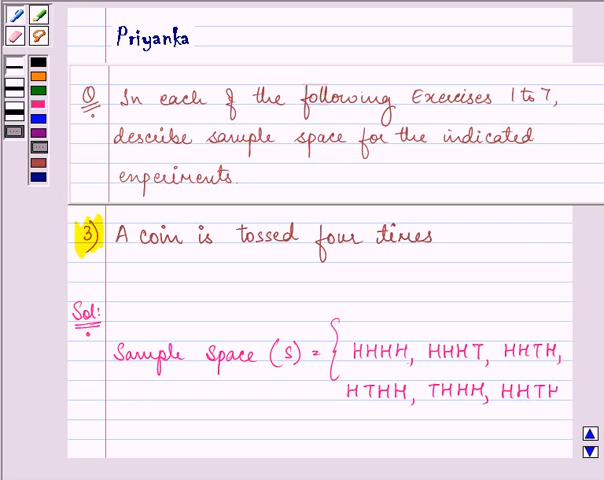 Priyanka
Q In each of the following Exercises 1 to 7,
describe sample space for the indicated
experiments.
3) A coin is tossed four times
Sol:
Sample space (S) = { HHHH, HHHT, HHTH,
HTHH, THHH, HHTH